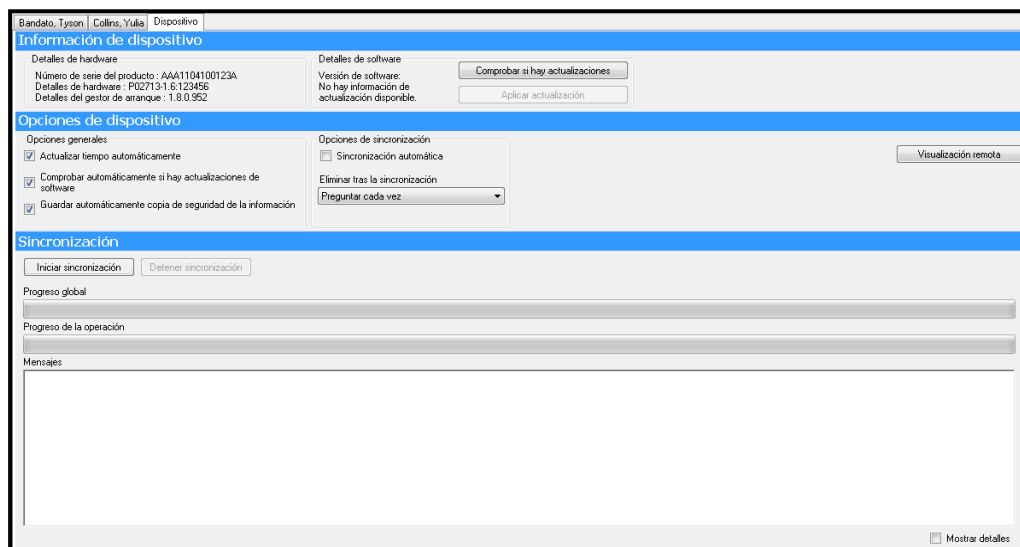 Bandato, Tyson Collins, Yulia Dispositivo
Información de dispositivo
Detalles de hardware
Número de serie del producto : AAA1104100123A
Detalles de hardware : P02713-1.6:123456
Detalles del gestor de arranque : 1.8.0.952
Detalles de software
Versión de software:
No hay información de
actualización disponible.
Comprobar si hay actualizaciones
Aplicar actualización
Opciones de dispositivo
Opciones generales
Actualizar tiempo automáticamente
Comprobar automáticamente si hay actualizaciones de
software
Guardar automáticamente copia de seguridad de la información
Opciones de sincronización
Sincronización automática
Eliminar tras la sincronización
Preguntar cada vez
Visualización remota
Sincronización
Iniciar sincronización Detener sincronización
Progreso global
Progreso de la operación
Mensajes
Mostrar detalles